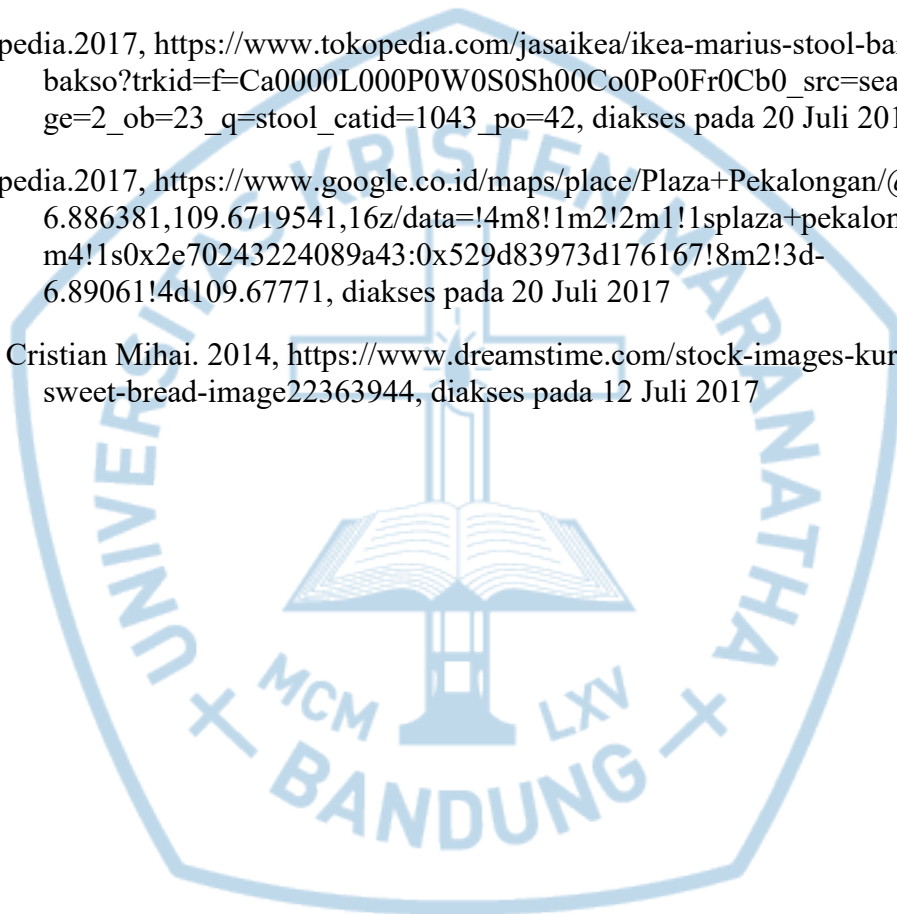 pedia.2017, https://www.tokopedia.com/jasaikea/ikea-marius-stool-ba
bakso?trkid=f=Ca0000L000P0W0S0Sh00Co0Po0Fr0Cb0_src=sea
ge=2_ob=23_q=stool_catid=1043_po=42, diakses pada 20 Juli 201
pedia.2017, https://www.google.co.id/maps/place/Plaza+Pekalongan/@
6.886381,109.6719541,16z/data=!4m8!1m2!2m1!1splaza+pekalon
m4!1s0x2e70243224089a43:0x529d83973d176167!8m2!3d-
6.89061!4d109.67771, diakses pada 20 Juli 2017
Cristian Mihai. 2014, https://www.dreamstime.com/stock-images-kur
sweet-bread-image22363944, diakses pada 12 Juli 2017
UNIVERSITAS KRISTEN MARANATHA
MCM LXV
BANDUNG